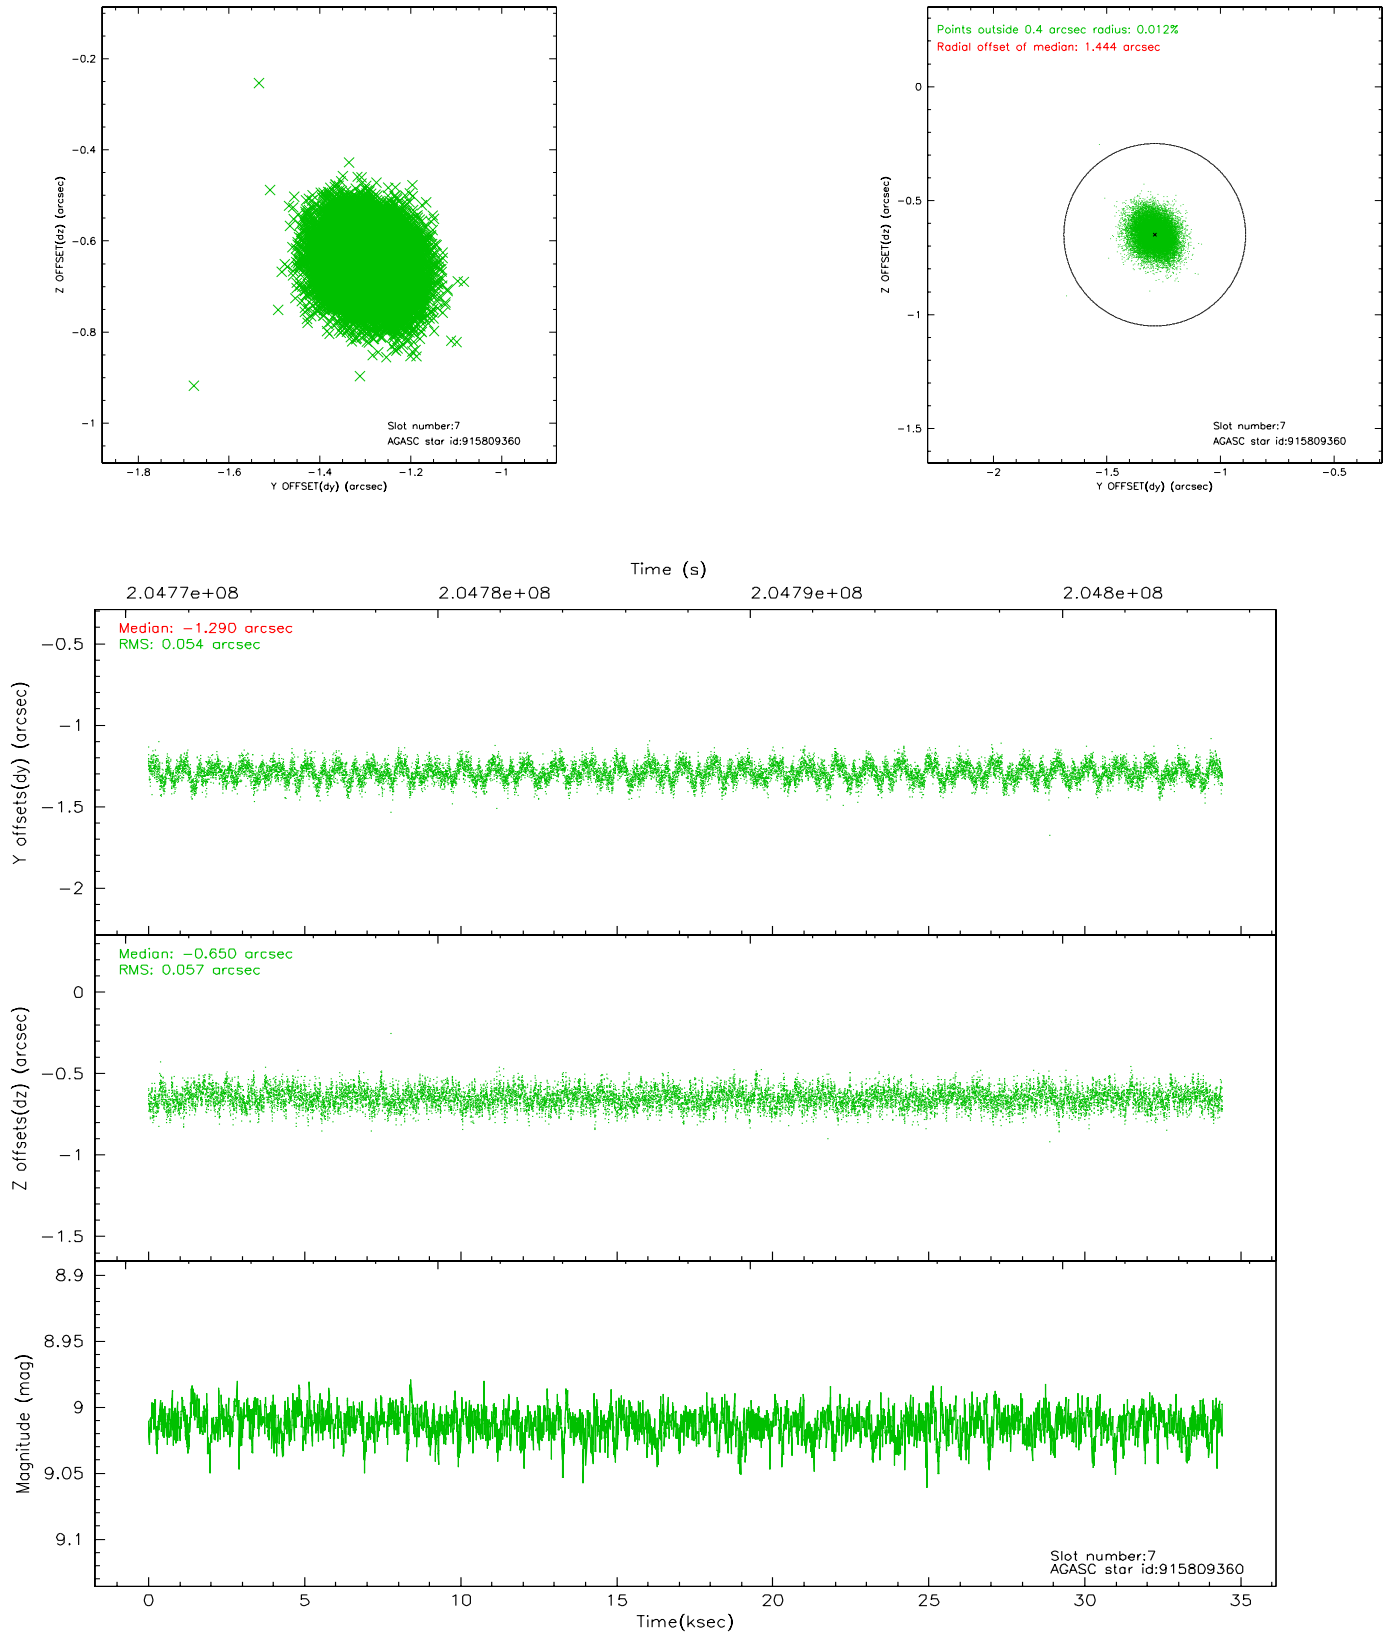 -0.2
-0.4
-0.6
-0.8
-1
Z OFFSET(dz) (arcsec)
Slot number:7
AGASC star id:915809360
-1.8 -1.6 -1.4 -1.2 -1
Y OFFSET(dy) (arcsec)
Points outside 0.4 arcsec radius: 0.012%
Radial offset of median: 1.444 arcsec
0
-0.5
-1
-1.5
Z OFFSET(dz) (arcsec)
Slot number:7
AGASC star id:915809360
-2 -1.5 -1 -0.5
Y OFFSET(dy) (arcsec)
Time (s)
2.0477e+08 2.0478e+08 2.0479e+08 2.048e+08
Median: -1.290 arcsec
RMS: 0.054 arcsec
-0.5
-1
-1.5
-2
Y offsets(dy) (arcsec)
Median: -0.650 arcsec
RMS: 0.057 arcsec
0
-0.5
-1
-1.5
Z offsets(dz) (arcsec)
8.9
8.95
9
9.05
9.1
Magnitude (mag)
Slot number:7
AGASC star id:915809360
0 5 10 15 20 25 30 35
Time(ksec)